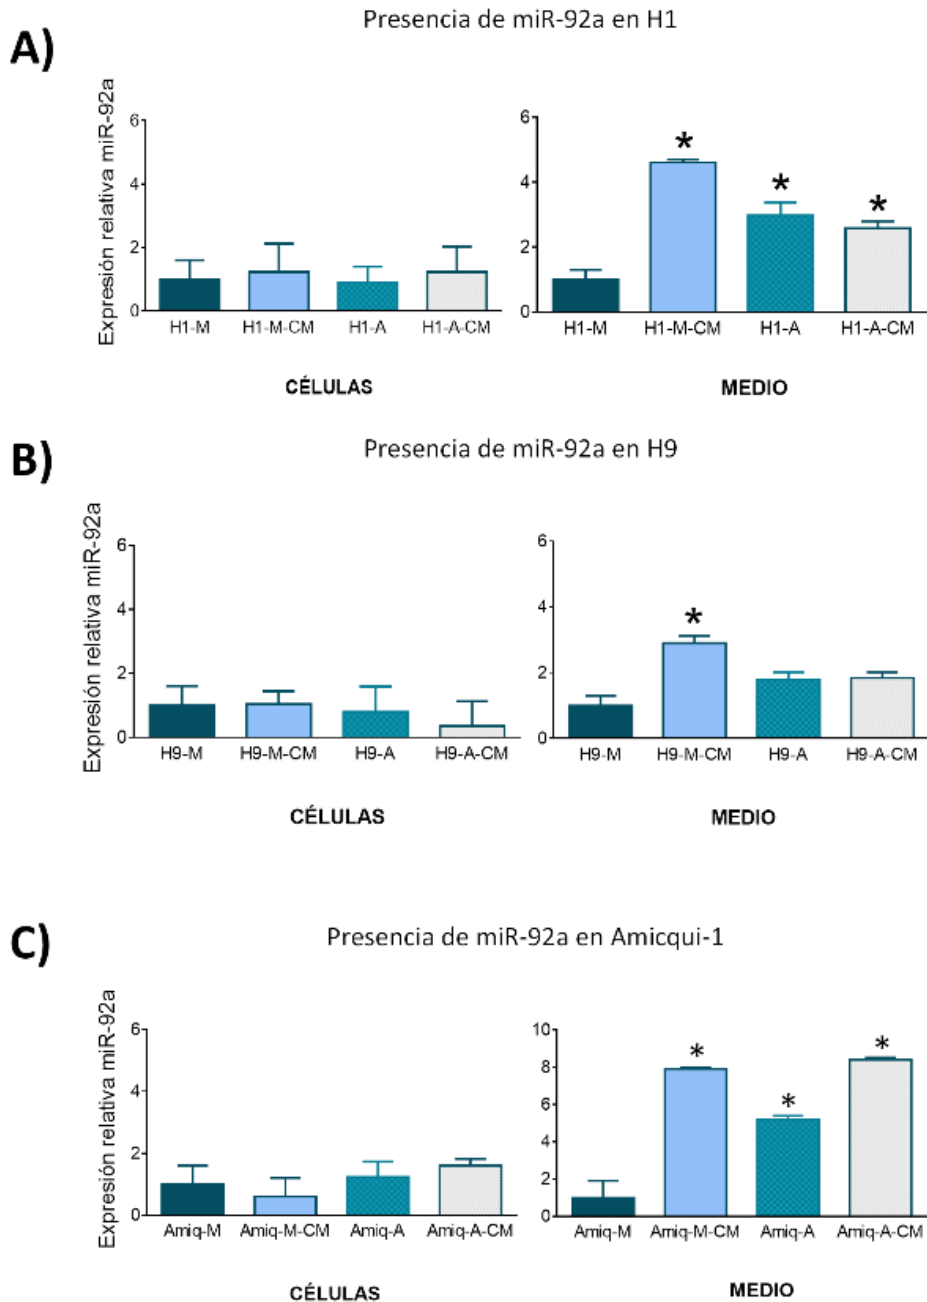 A)
Presencia de miR-92a en H1
Expresión relativa miR-92a
6
4
2
0
H1-M H1-M-CM H1-A H1-A-CM
CÉLULAS
6
4
2
0
* * *
H1-M H1-M-CM H1-A H1-A-CM
MEDIO
B)
Presencia de miR-92a en H9
Expresión relativa miR-92a
6
4
2
0
H9-M H9-M-CM H9-A H9-A-CM
CÉLULAS
6
4
2
0
*
H9-M H9-M-CM H9-A H9-A-CM
MEDIO
C)
Presencia de miR-92a en Amicqui-1
Expresión relativa miR-92a
6
4
2
0
Amiq-M Amiq-M-CM Amiq-A Amiq-A-CM
CÉLULAS
10
8
6
4
2
0
* * *
Amiq-M Amiq-M-CM Amiq-A Amiq-A-CM
MEDIO